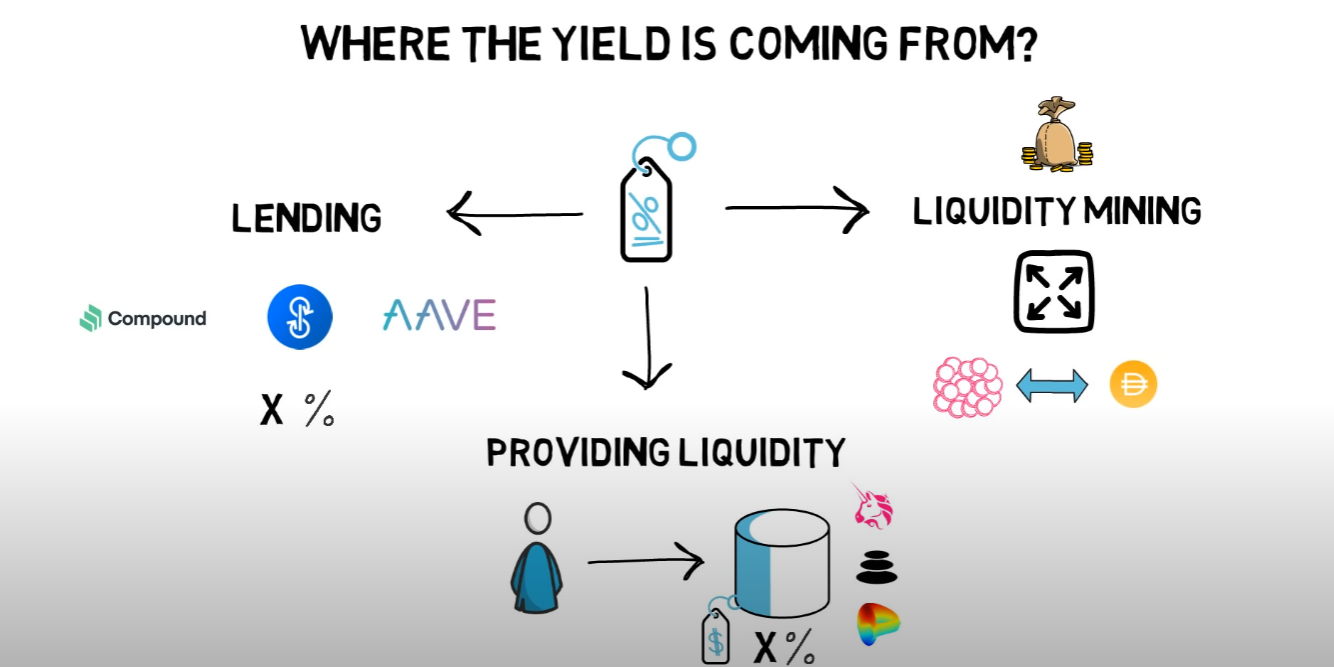 WHERE THE YIELD IS COMING FROM?
%
LENDING
LIQUIDITY MINING
Compound
AAVE
X %
PROVIDING LIQUIDITY
$
X %